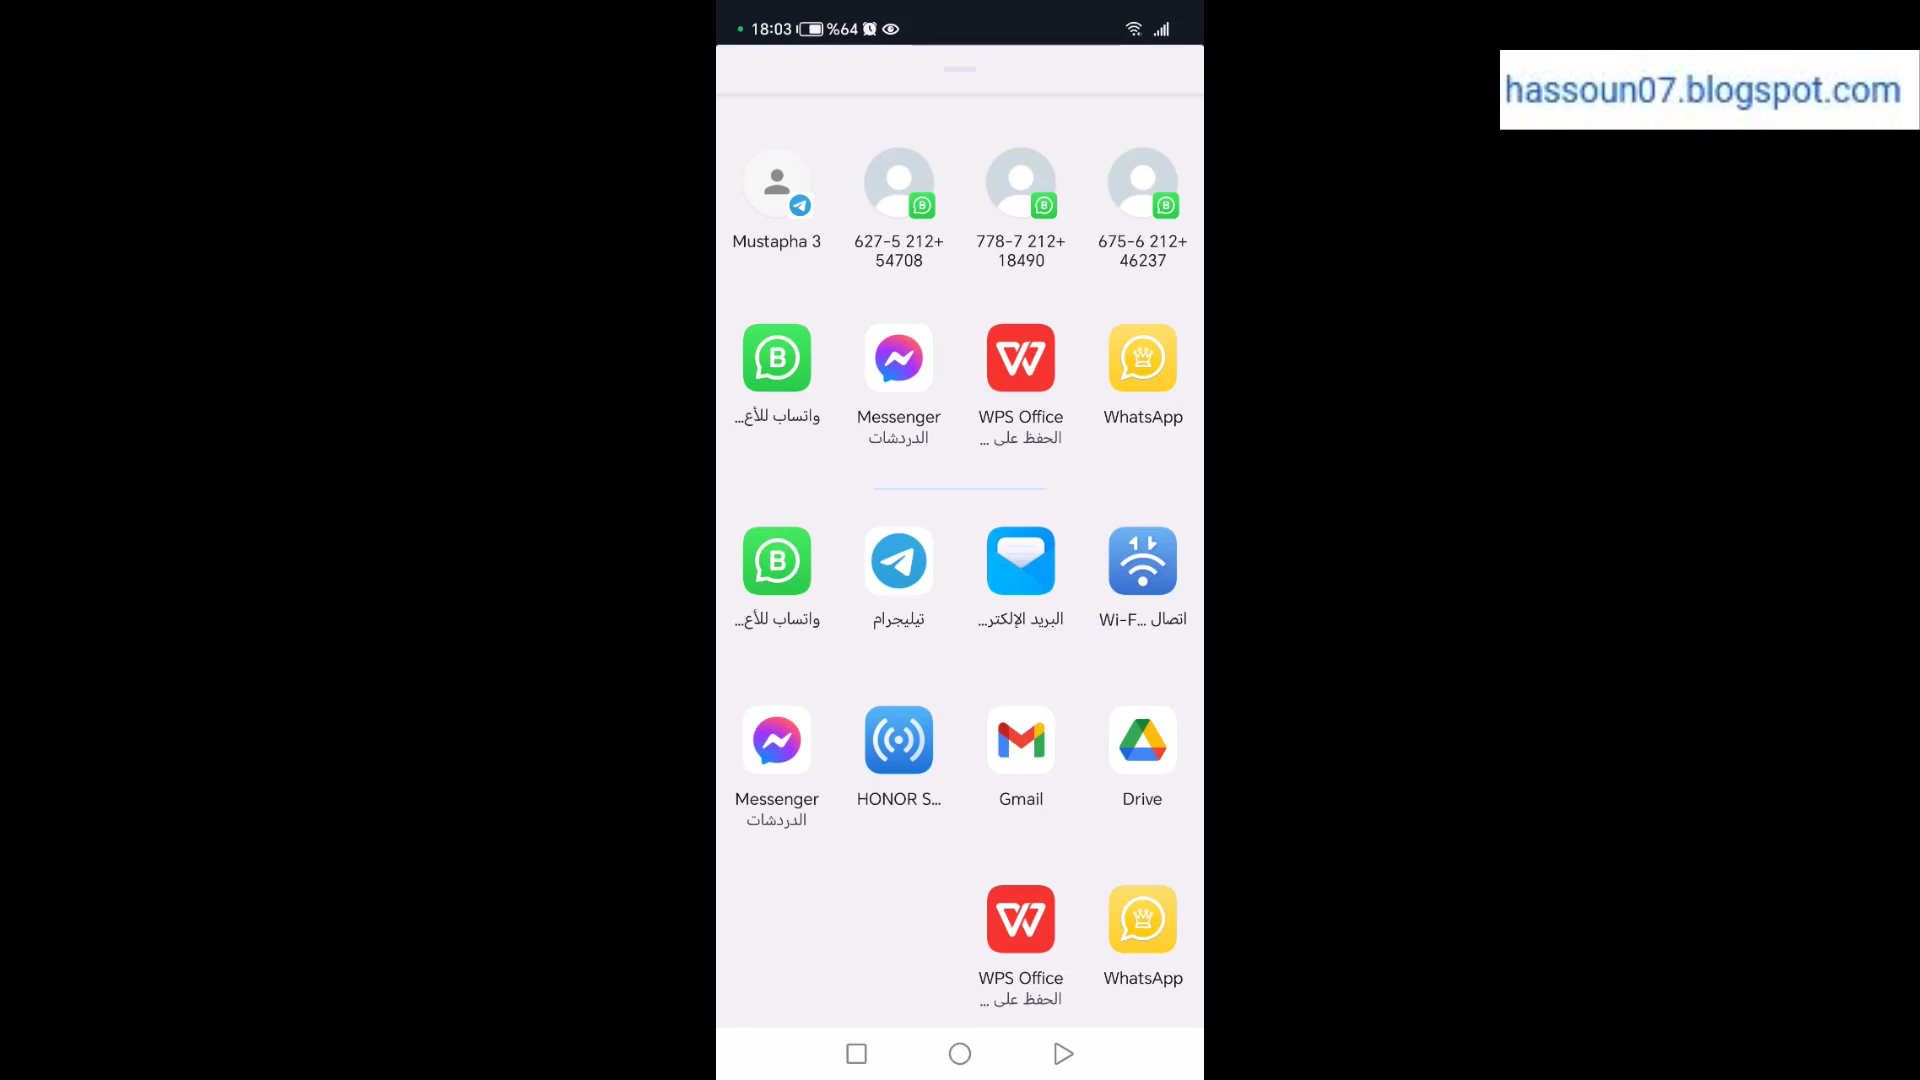 18:03 %64
hassoun07.blogspot.com
Mustapha 3
627-5 212+
54708
778-7 212+
18490
675-6 212+
46237
واتساب للأع...
Messenger
الدردشات
WPS Office
الحفظ على ...
WhatsApp
واتساب للأع...
تيليجرام
البريد الإلكتر...
اتصال Wi-F...
Messenger
الدردشات
HONOR S...
Gmail
Drive
WPS Office
الحفظ على ...
WhatsApp